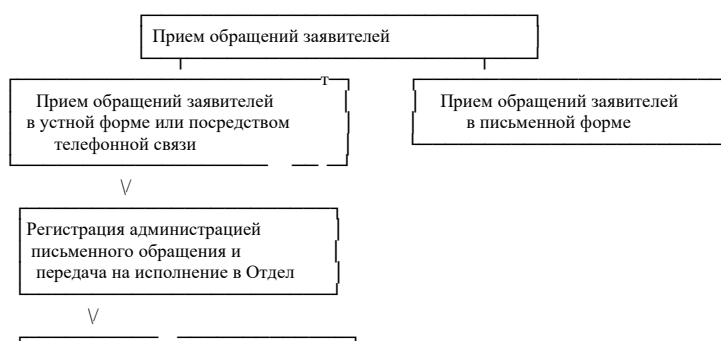 Прием обращений заявителей
Прием обращений заявителей
в устной форме или посредством
телефонной связи
Прием обращений заявителей
в письменной форме
Регистрация администрацией
письменного обращения и
передача на исполнение в Отдел